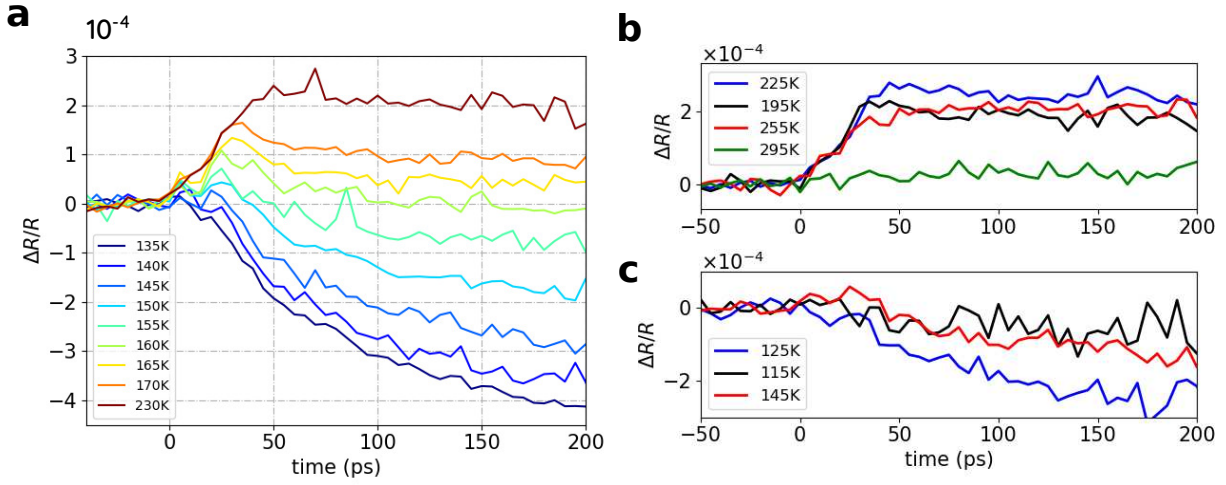 a
10⁻⁴
3
2
1
0
−1
−2
−3
−4
ΔR/R
135K
140K
145K
150K
155K
160K
165K
170K
230K
0 50 100 150 200
time (ps)
b
×10⁻⁴
2
0
ΔR/R
225K
195K
255K
295K
−50 0 50 100 150 200
c
×10⁻⁴
0
−2
ΔR/R
125K
115K
145K
−50 0 50 100 150 200
time (ps)